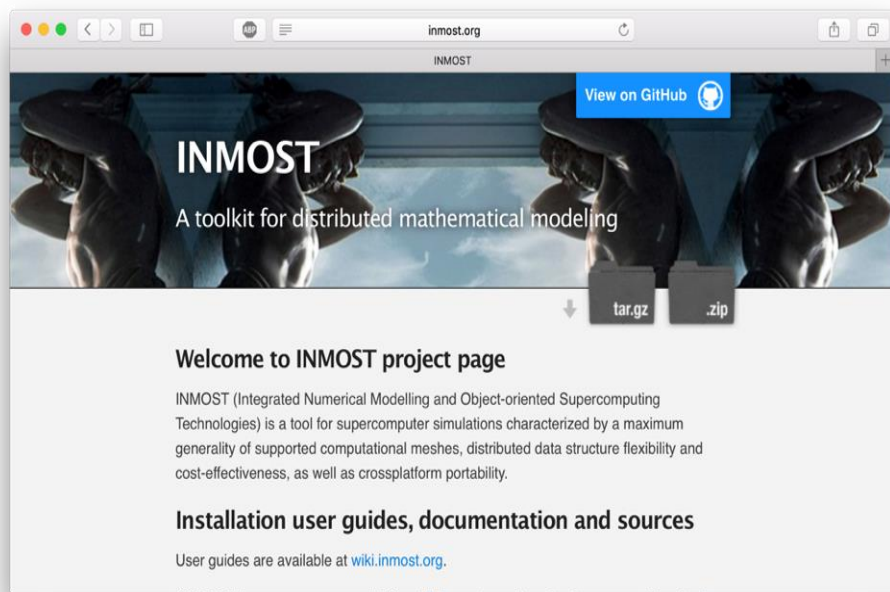 ABP
inmost.org
INMOST
View on GitHub
INMOST
A toolkit for distributed mathematical modeling
tar.gz
.zip
Welcome to INMOST project page
INMOST (Integrated Numerical Modelling and Object-oriented Supercomputing
Technologies) is a tool for supercomputer simulations characterized by a maximum
generality of supported computational meshes, distributed data structure flexibility and
cost-effectiveness, as well as crossplatform portability.
Installation user guides, documentation and sources
User guides are available at wiki.inmost.org.